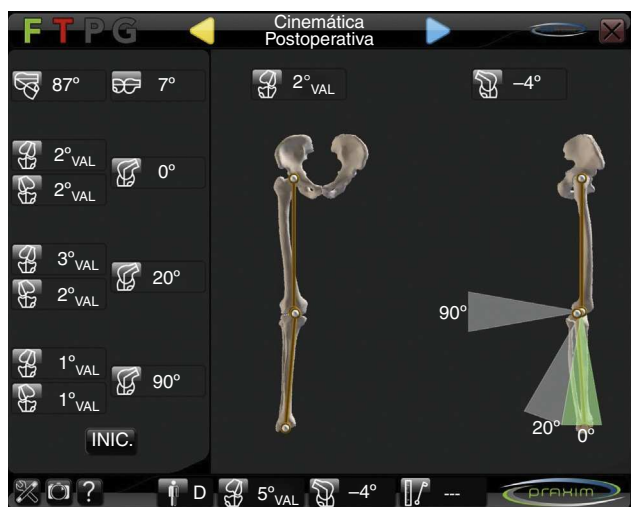 F T P G
Cinemática
Postoperativa
87° 7°
2°VAL
2°VAL
0°
3°VAL
2°VAL
20°
1°VAL
1°VAL
90°
INIC.
2°VAL
–4°
90°
20°
0°
? D 5°VAL –4° ---
PRAXIM